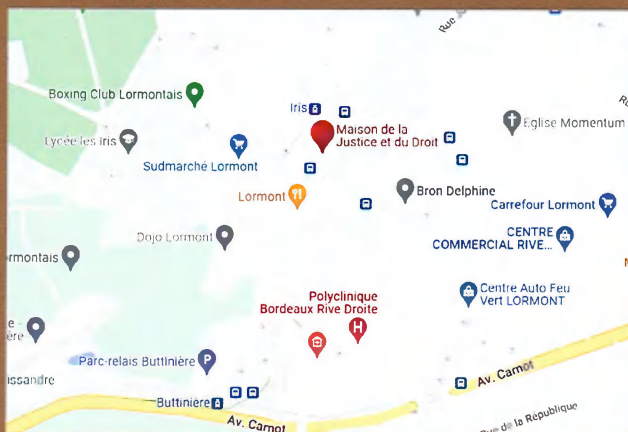 Rue
Boxing Club Lormontais
Iris
Maison de la
Justice et du Droit
Eglise Momentum
Lycée les Iris
Sudmarché Lormont
Lormont
Bron Delphine
Carrefour Lormont
CENTRE
COMMERCIAL RIVE...
Dojo Lormont
ormontais
Centre Auto Feu
Vert LORMONT
Polyclinique
Bordeaux Rive Droite
H
Parc-relais Buttinière
P
issandre
Buttinière
Av. Carnot
Av. Carnot
Rue de la République